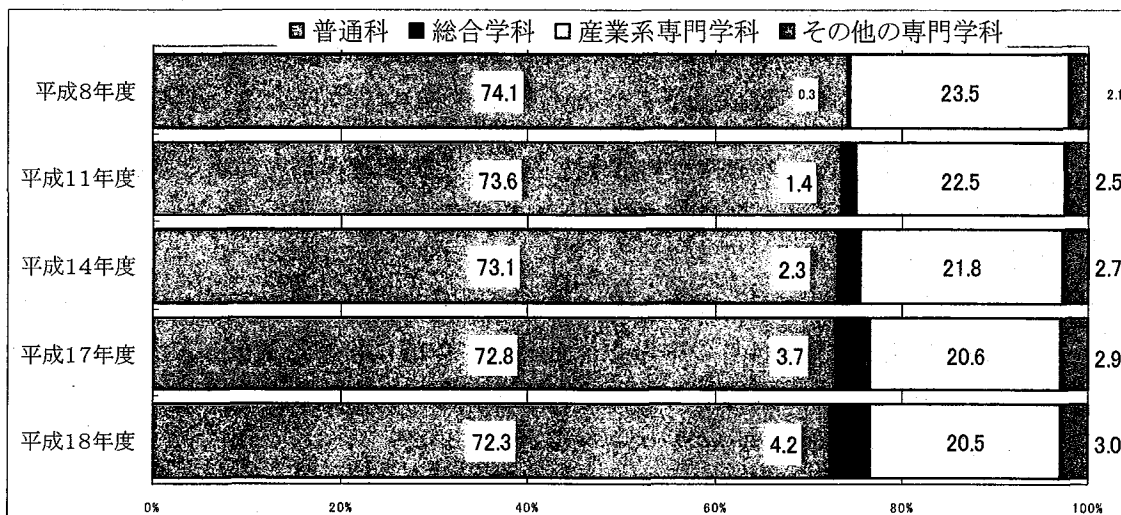 普通科 総合学科 産業系専門学科 その他の専門学科
平成8年度 74.1 0.3 23.5 2.1
平成11年度 73.6 1.4 22.5 2.5
平成14年度 73.1 2.3 21.8 2.7
平成17年度 72.8 3.7 20.6 2.9
平成18年度 72.3 4.2 20.5 3.0
0% 20% 40% 60% 80% 100%